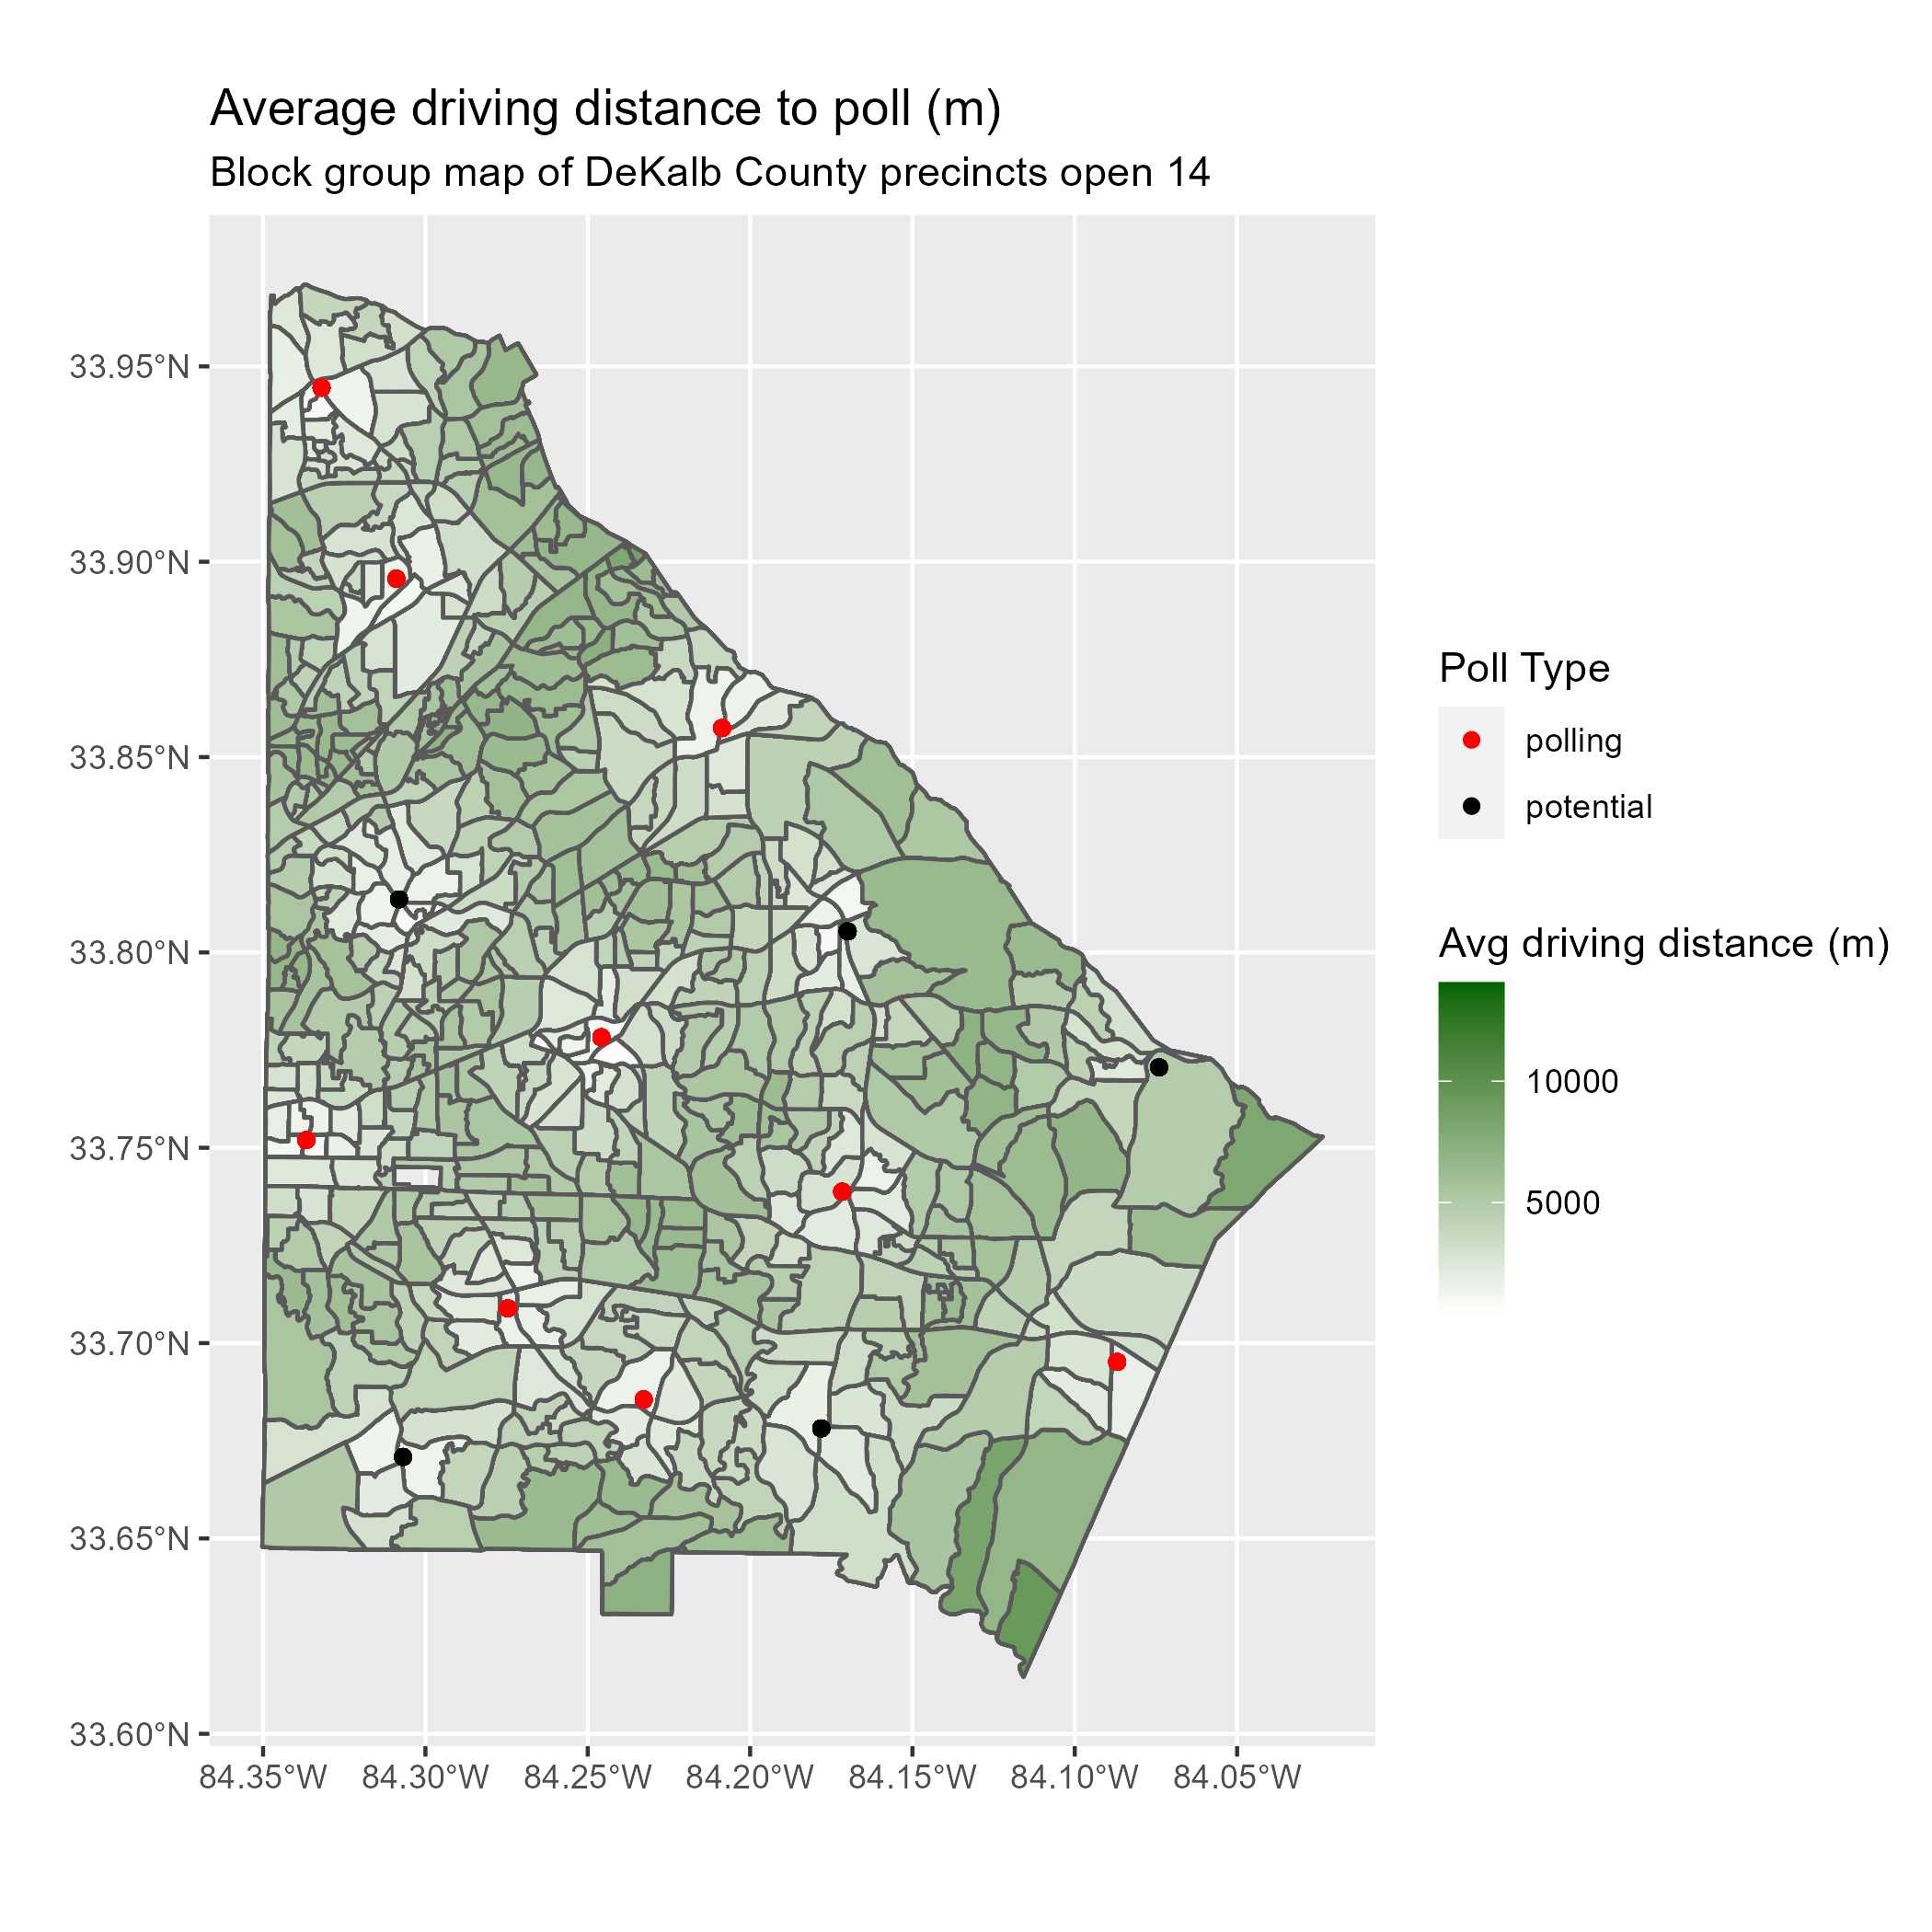 Average driving distance to poll (m)
Block group map of DeKalb County precincts open 14
33.95°N
33.90°N
33.85°N
33.80°N
33.75°N
33.70°N
33.65°N
33.60°N
84.35°W
84.30°W
84.25°W
84.20°W
84.15°W
84.10°W
84.05°W
Poll Type
polling
potential
Avg driving distance (m)
10000
5000